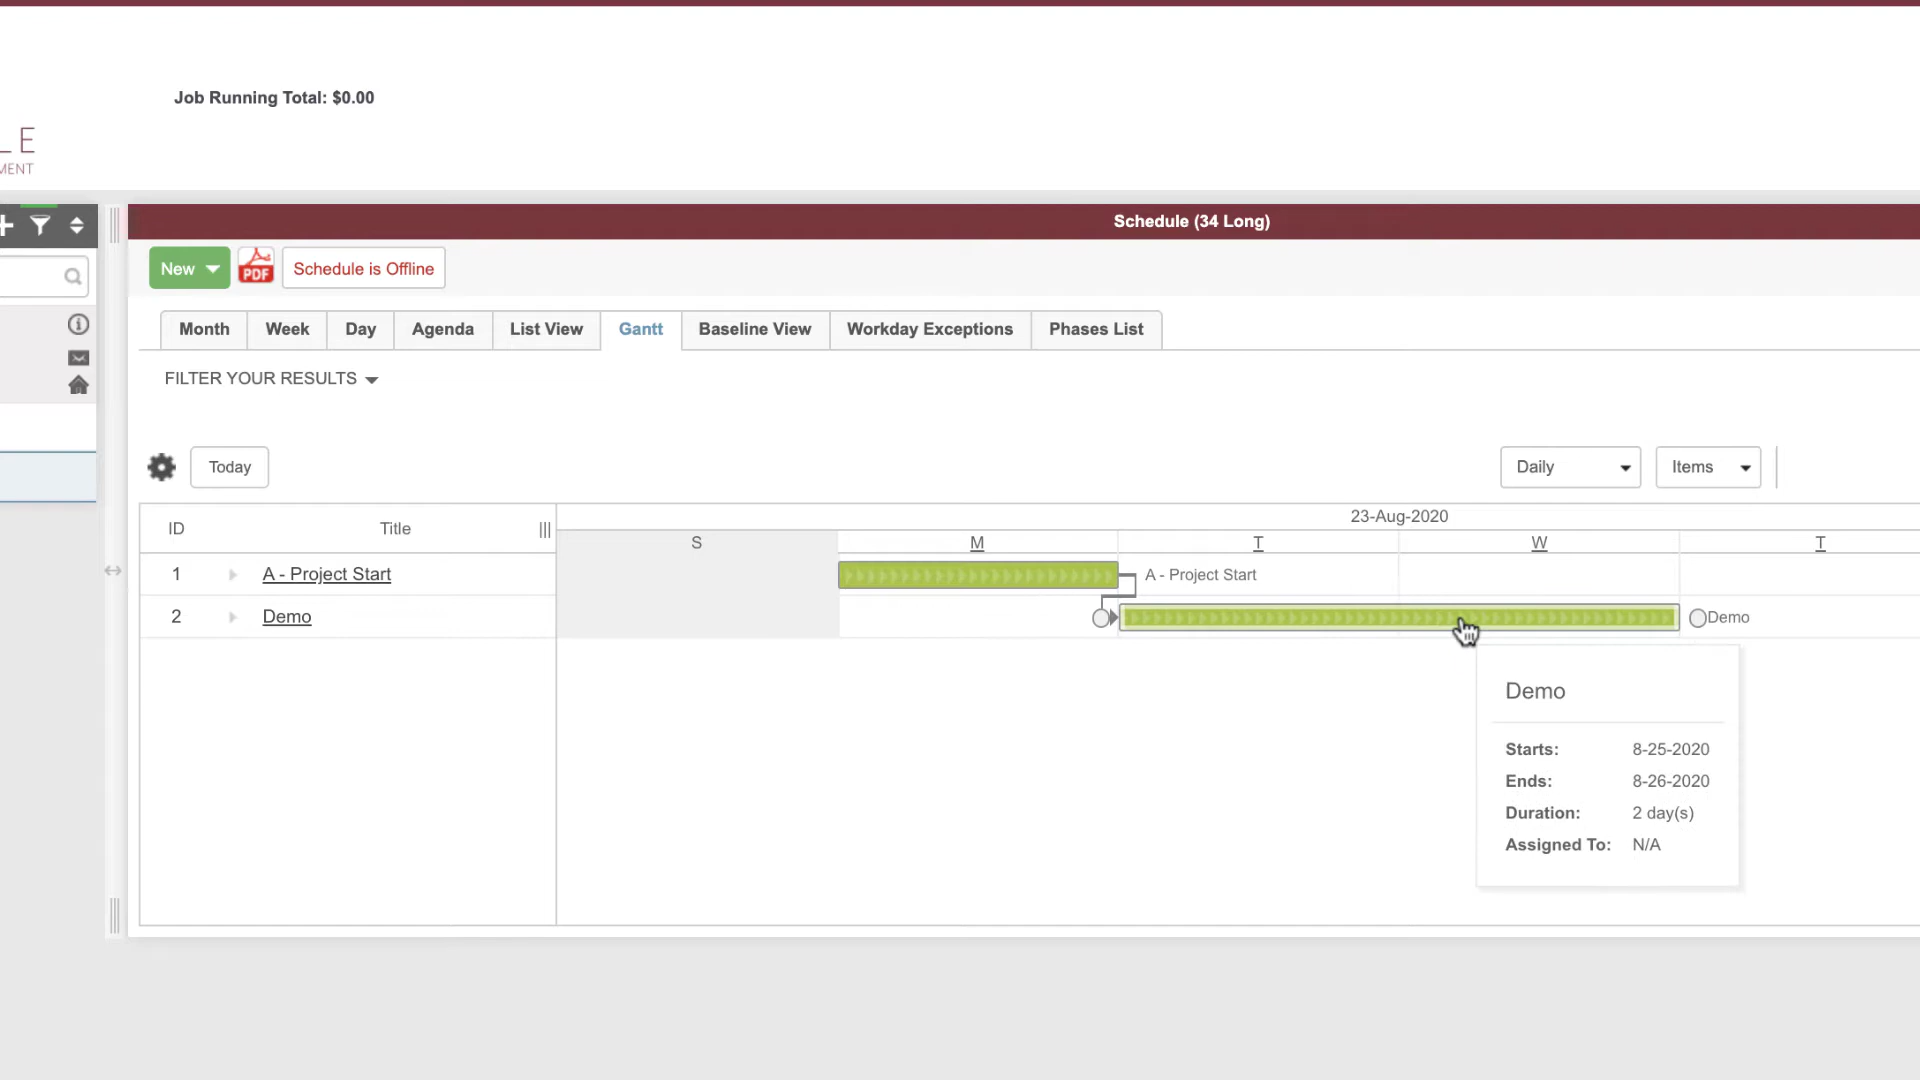 Job Running Total: $0.00
LE
MENT
Schedule (34 Long)
New
PDF
Schedule is Offline
Month Week Day Agenda List View Gantt Baseline View Workday Exceptions Phases List
FILTER YOUR RESULTS
Today
Daily
Items
ID Title
23-Aug-2020
S M T W T
1 A - Project Start
A - Project Start
2 Demo
Demo
Demo
Starts: 8-25-2020
Ends: 8-26-2020
Duration: 2 day(s)
Assigned To: N/A